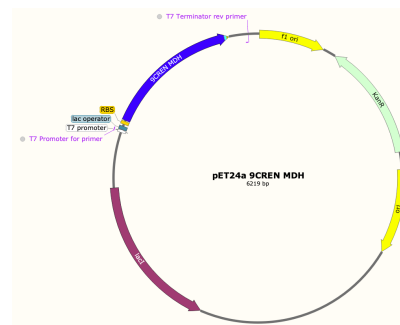 T7 Terminator rev primer
f1 ori
9CREN MDH
KanR
RBS
lac operator
T7 promoter
T7 Promoter for primer
pET24a 9CREN MDH
6219 bp
ori
lacI